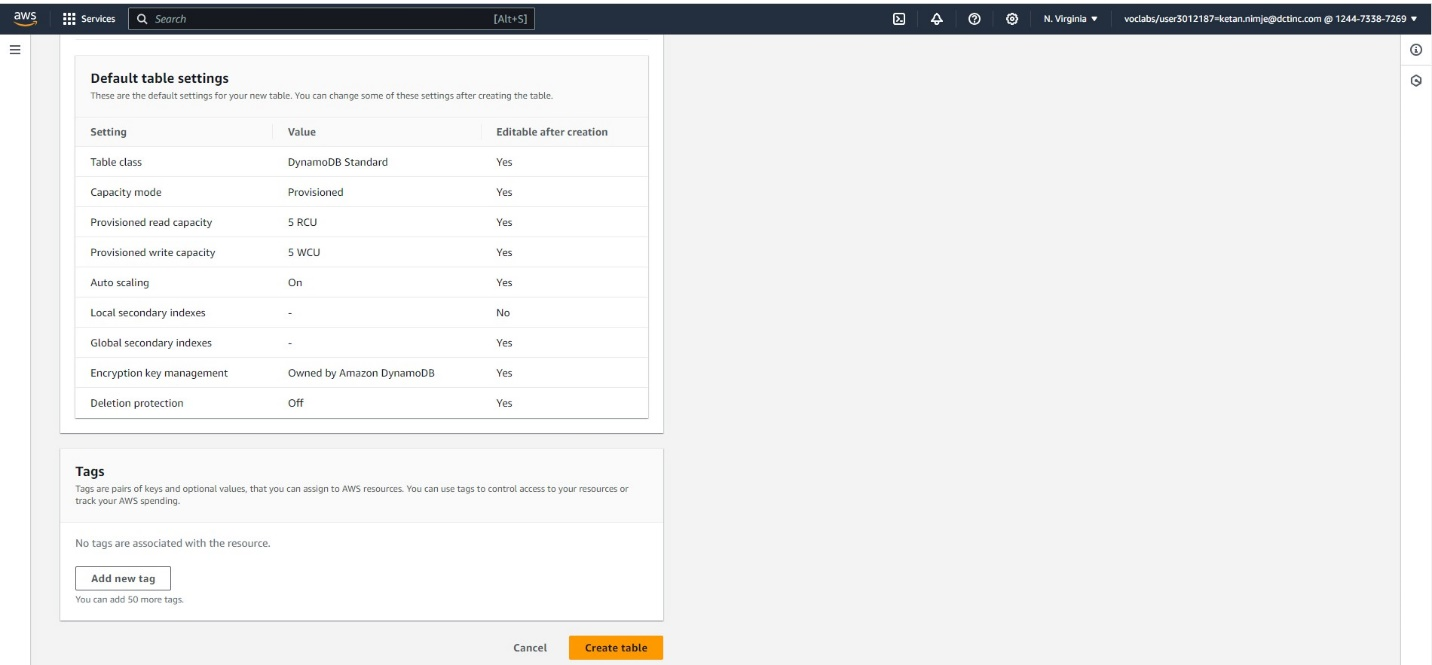 aws Services Search [Alt+S] N. Virginia voclabs/user3012187=ketan.nimje@dctinc.com @ 1244-7338-7269
Default table settings
These are the default settings for your new table. You can change some of these settings after creating the table.
Setting Value Editable after creation
Table class DynamoDB Standard Yes
Capacity mode Provisioned Yes
Provisioned read capacity 5 RCU Yes
Provisioned write capacity 5 WCU Yes
Auto scaling On Yes
Local secondary indexes - No
Global secondary indexes - Yes
Encryption key management Owned by Amazon DynamoDB Yes
Deletion protection Off Yes
Tags
Tags are pairs of keys and optional values, that you can assign to AWS resources. You can use tags to control access to your resources or
track your AWS spending.
No tags are associated with the resource.
Add new tag
You can add 50 more tags.
Cancel Create table